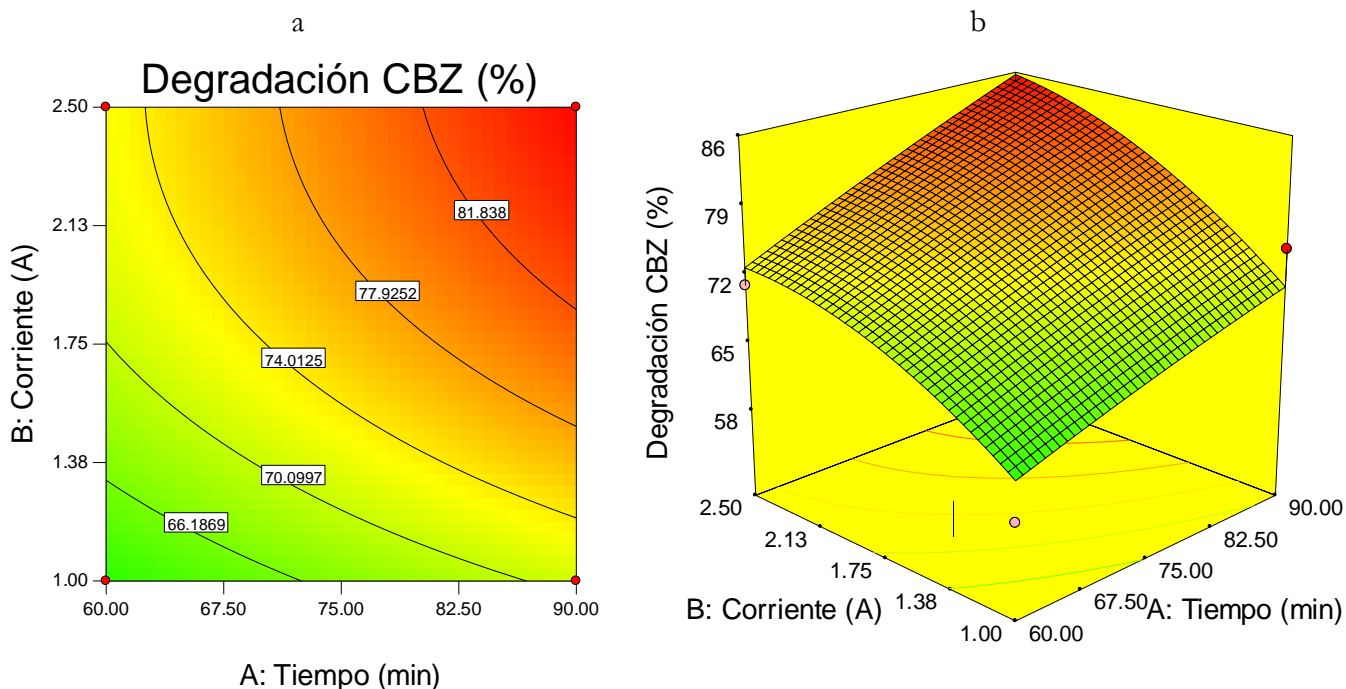 a
Degradación CBZ (%)
2.50
2.13
1.75
1.38
1.00
B: Corriente (A)
81.838
77.9252
74.0125
70.0997
66.1869
60.00 67.50 75.00 82.50 90.00
A: Tiempo (min)
b
86
79
72
65
58
Degradación CBZ (%)
2.50
2.13
1.75
1.38
1.00
B: Corriente (A)
90.00
82.50
75.00
67.50
60.00
A: Tiempo (min)